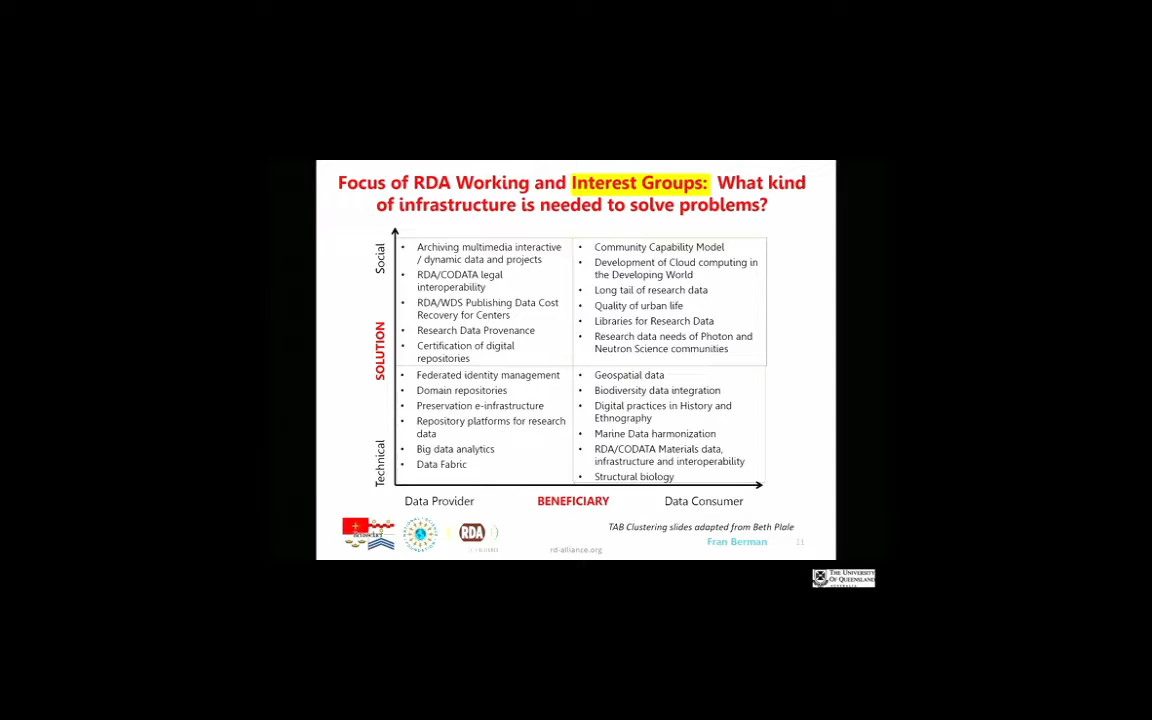 Focus of RDA Working and Interest Groups: What kind
of infrastructure is needed to solve problems?
Social
SOLUTION
Technical
• Archiving multimedia interactive
/ dynamic data and projects
• RDA/CODATA legal
interoperability
• RDA/WDS Publishing Data Cost
Recovery for Centers
• Research Data Provenance
• Certification of digital
repositories
• Community Capability Model
• Development of Cloud computing in
the Developing World
• Long tail of research data
• Quality of urban life
• Libraries for Research Data
• Research data needs of Photon and
Neutron Science communities
• Federated identity management
• Domain repositories
• Preservation e-infrastructure
• Repository platforms for research
data
• Big data analytics
• Data Fabric
• Geospatial data
• Biodiversity data integration
• Digital practices in History and
Ethnography
• Marine Data harmonization
• RDA/CODATA Materials data,
infrastructure and interoperability
• Structural biology
Data Provider
BENEFICIARY
Data Consumer
TAB Clustering slides adapted from Beth Plale
RDA
Fran Berman
11
rd-alliance.org
THE UNIVERSITY
OF QUEENSLAND